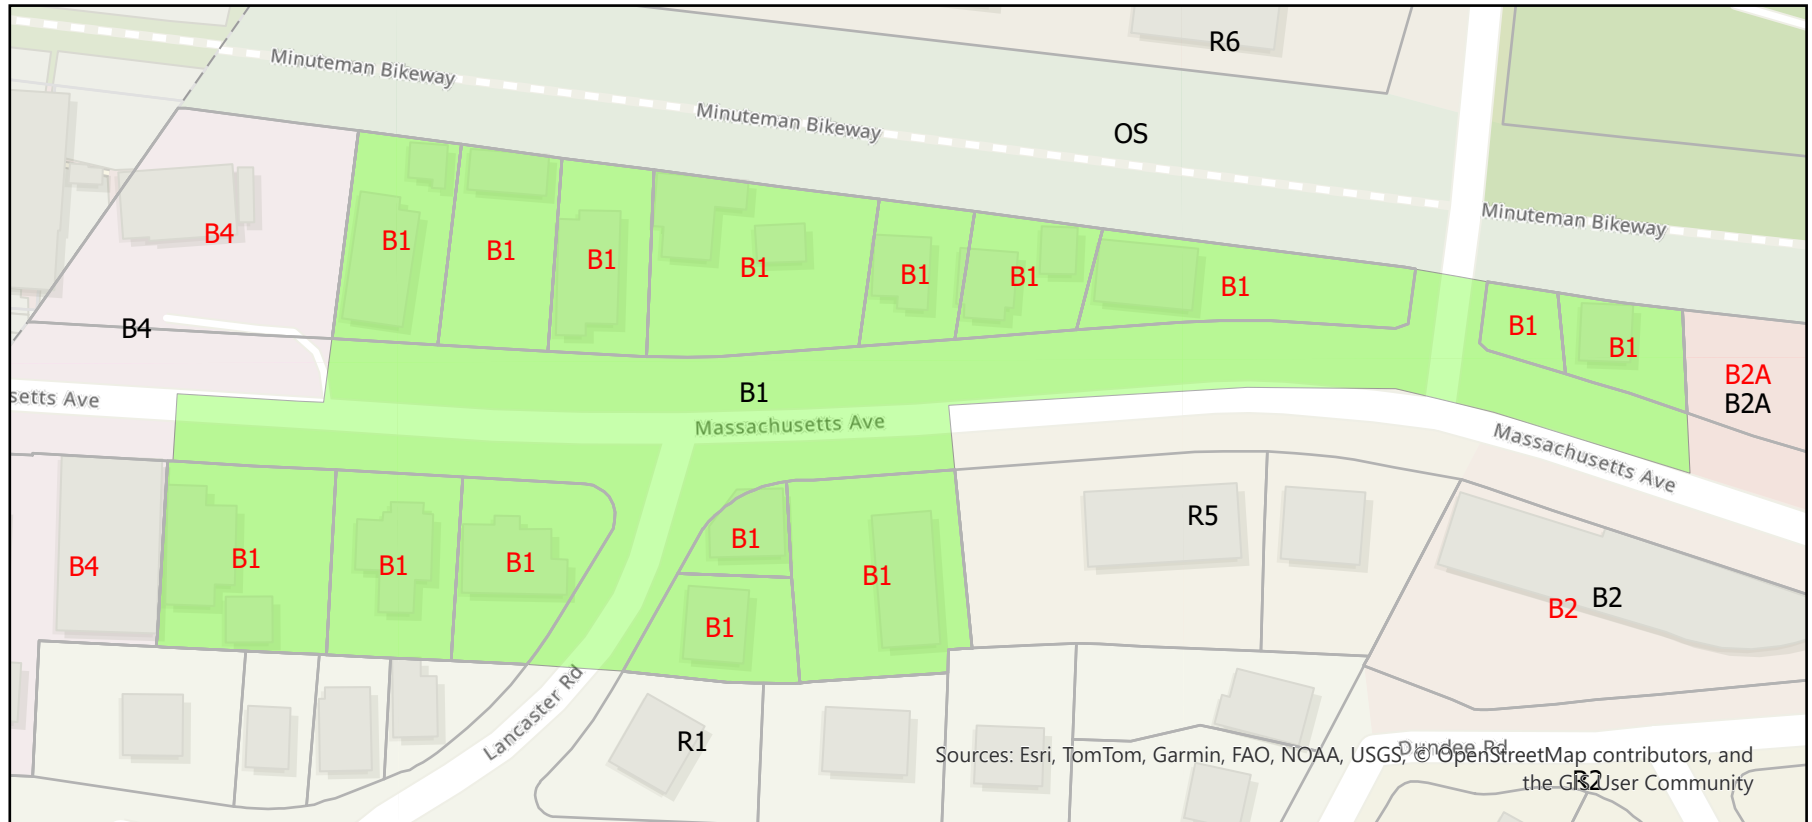 R6
Minuteman Bikeway
Minuteman Bikeway
OS
Minuteman Bikeway
B4
B1
B1
B1
B1
B1
B1
B1
B4
B1
B1
B2A
B2A
setts Ave
B1
Massachusetts Ave
Massachusetts Ave
B4
B1
B1
B1
B1
B1
B1
R5
B2
B2
Lancaster Rd
R1
Dundee Rd
Sources: Esri, TomTom, Garmin, FAO, NOAA, USGS, © OpenStreetMap contributors, and
the GIS User Community